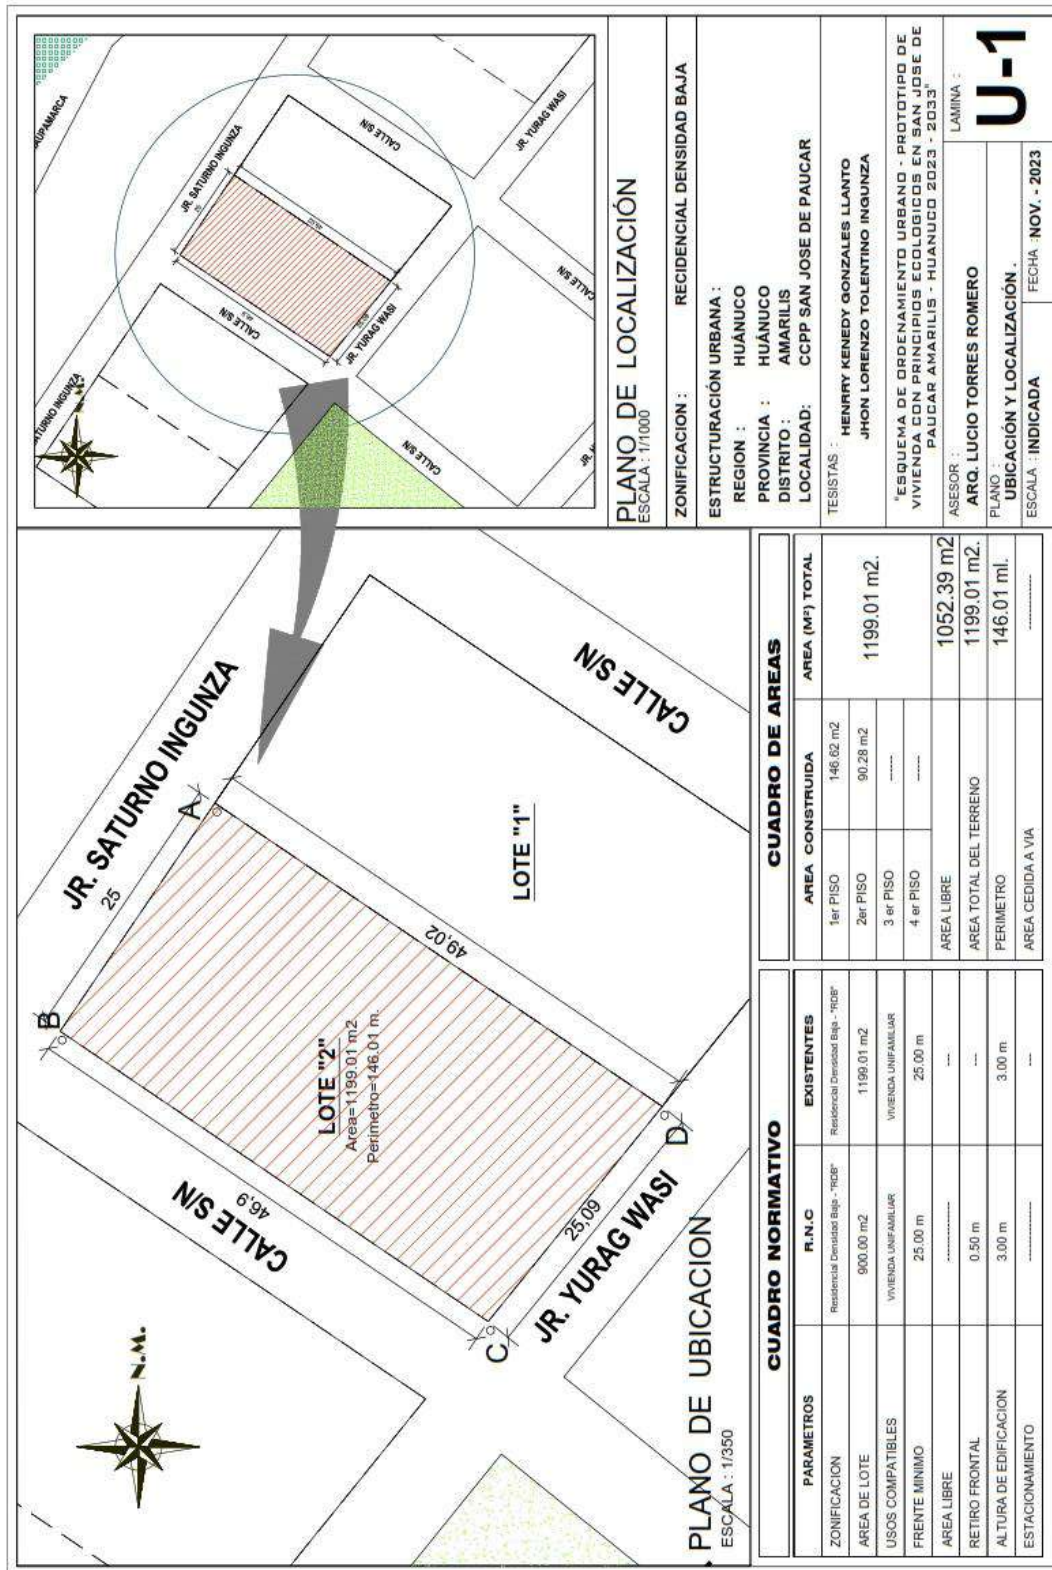 JR. SATURNO INGUNZA
JR. YURAG WASI
CALLE S/N
CALLE S/N
CALLE S/N
CALLE S/N
JR. YURAG WASI
25
49,02
46,9
25,09
N.M.
PLANO DE LOCALIZACIÓN
ESCALA : 1/1000
ZONIFICACION : RECIDENCIAL DENSIDAD BAJA
ESTRUCTURACIÓN URBANA :
REGION : HUÁNUCO
PROVINCIA : HUÁNUCO
DISTRITO : AMARILIS
LOCALIDAD: CCPP SAN JOSE DE PAUCAR
TESISTAS :
HENRRY KENEDY GONZALES LLANTO
JHON LORENZO TOLENTINO INGUNZA
"ESQUEMA DE ORDENAMIENTO URBANO - PROTOTIPO DE
VIVIENDA CON PRINCIPIOS ECOLOGICOS EN SAN JOSE DE
PAUCAR AMARILIS - HUANUCO 2023 - 2033"
ASESOR :
ARQ. LUCIO TORRES ROMERO
PLANO :
UBICACIÓN Y LOCALIZACIÓN .
ESCALA : INDICADA
FECHA : NOV. - 2023
LAMINA :
U-1
N.M.
JR. SATURNO INGUNZA
CALLE S/N
CALLE S/N
JR. YURAG WASI
A
B
C
D
25
49,02
46,9
25,09
LOTE "1"
LOTE "2"
Area=1199.01 m2
Perimetro=146.01 m.
PLANO DE UBICACION
ESCALA : 1/350
CUADRO NORMATIVO
PARAMETROS R.N.C EXISTENTES
ZONIFICACION Residencial Densidad Baja - "RDB" Residencial Densidad Baja - "RDB"
AREA DE LOTE 900.00 m2 1199.01 m2
USOS COMPATIBLES VIVIENDA UNIFAMILIAR VIVIENDA UNIFAMILIAR
FRENTE MINIMO 25.00 m 25.00 m
AREA LIBRE ------------ ---
RETIRO FRONTAL 0.50 m ---
ALTURA DE EDIFICACION 3.00 m 3.00 m
ESTACIONAMIENTO ------------ ---
CUADRO DE AREAS
AREA CONSTRUIDA AREA (M²) TOTAL
1er PISO 146.62 m2
2er PISO 90.28 m2
3 er PISO ------
4 er PISO ------
1199.01 m2.
AREA LIBRE 1052.39 m2
AREA TOTAL DEL TERRENO 1199.01 m2.
PERIMETRO 146.01 ml.
AREA CEDIDA A VIA ------------